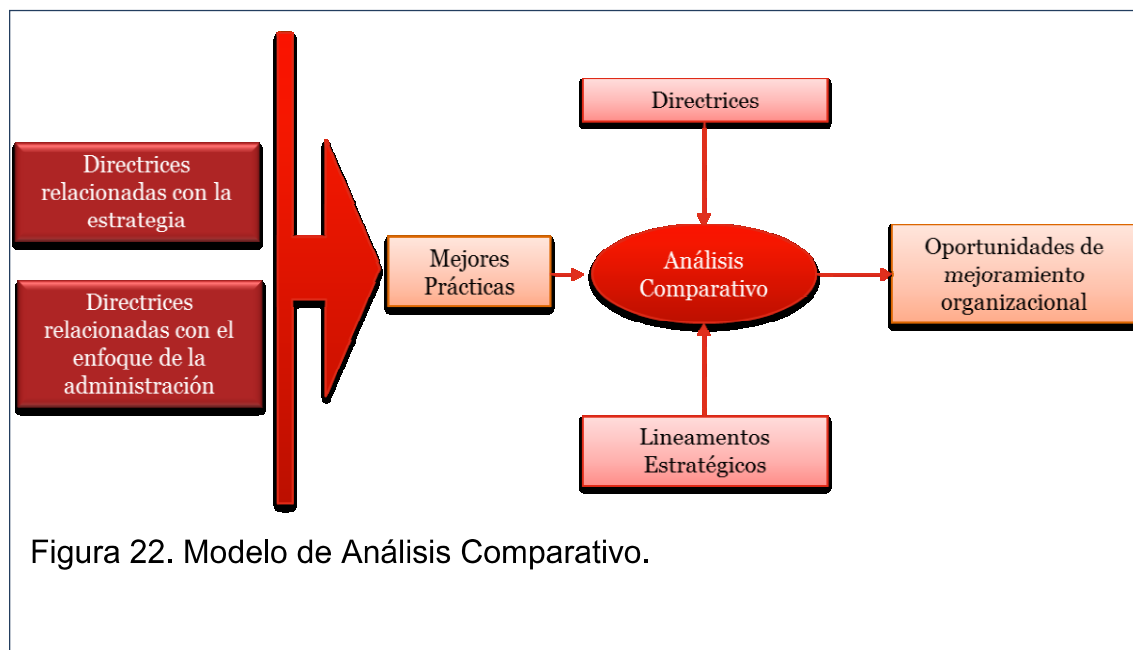 Directrices
relacionadas con la
estrategia
Directrices
relacionadas con el
enfoque de la
administración
Mejores
Prácticas
Directrices
Análisis
Comparativo
Lineamentos
Estratégicos
Oportunidades de
mejoramiento
organizacional
Figura 22. Modelo de Análisis Comparativo.